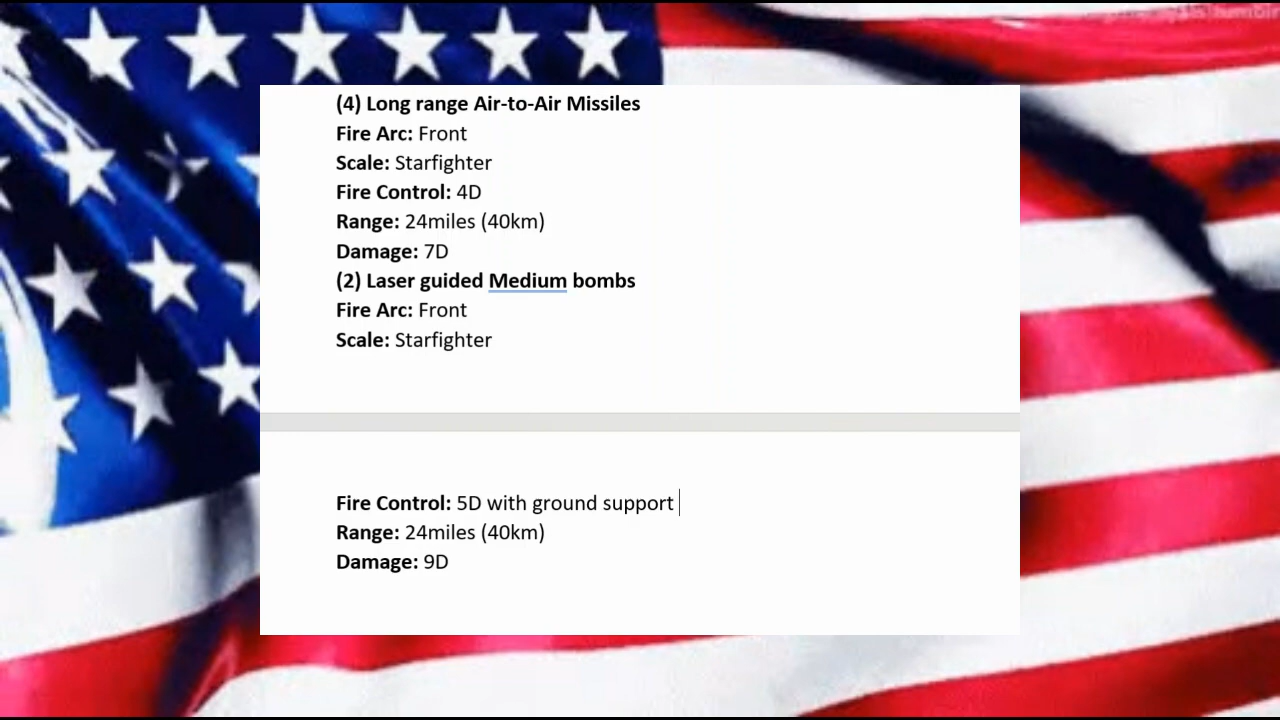 (4) Long range Air-to-Air Missiles
Fire Arc: Front
Scale: Starfighter
Fire Control: 4D
Range: 24miles (40km)
Damage: 7D
(2) Laser guided Medium bombs
Fire Arc: Front
Scale: Starfighter
Fire Control: 5D with ground support
Range: 24miles (40km)
Damage: 9D